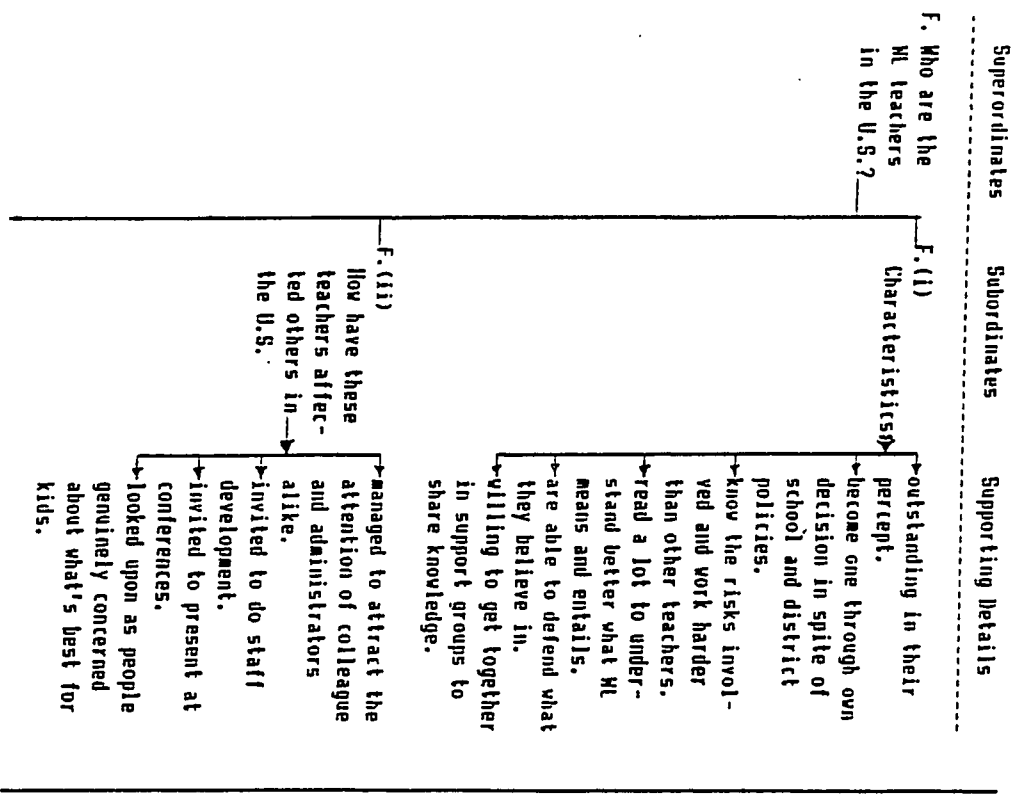 Superordinates Subordinates Supporting Details
F. Who are the
WL teachers
in the U.S.?
F.(i)
Characteristics
outstanding in their
percept.
become one through own
decision in spite of
school and district
policies.
know the risks invol-
ved and work harder
than other teachers.
read a lot to under-
stand better what WL
means and entails.
are able to defend what
they believe in.
willing to get together
in support groups to
share knowledge.
F.(ii)
How have these
teachers affec-
ted others in
the U.S.
managed to attract the
attention of colleague
and administrators
alike.
invited to do staff
development.
invited to present at
conferences.
looked upon as people
genuinely concerned
about what's best for
kids.